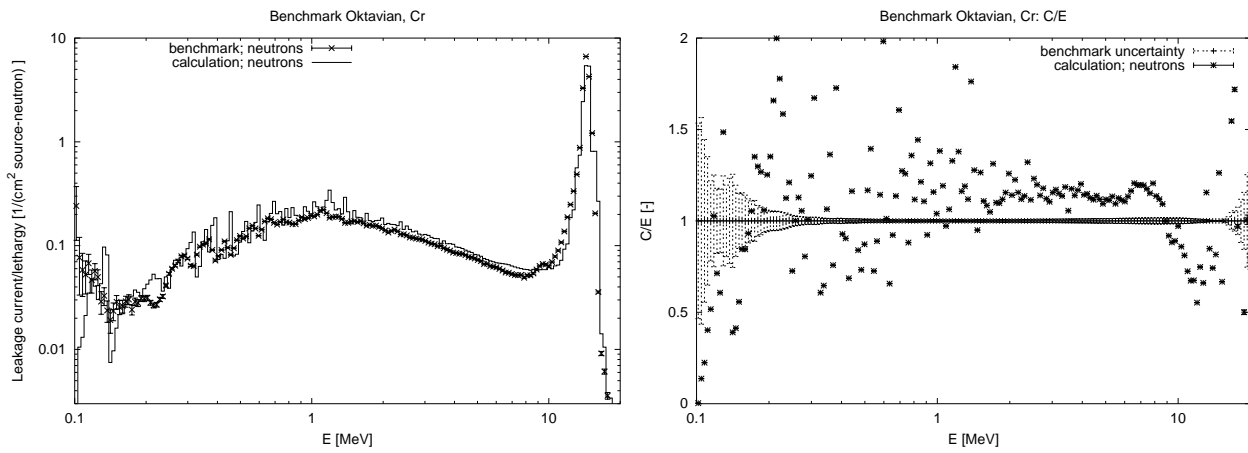 Benchmark Oktavian, Cr
benchmark; neutrons
calculation; neutrons
Leakage current/lethargy [1/(cm² source-neutron) ]
10
1
0.1
0.01
0.1
1
10
E [MeV]
Benchmark Oktavian, Cr: C/E
benchmark uncertainty
calculation; neutrons
C/E [-]
2
1.5
1
0.5
0
0.1
1
10
E [MeV]